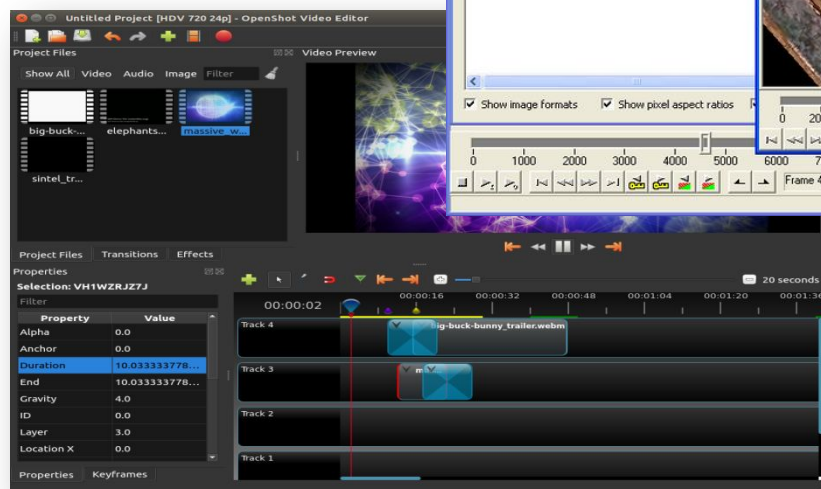 Untitled Project [HDV 720 24p] - OpenShot Video Editor
Project Files
Video Preview
Show All Video Audio Image Filter
big-buck-...
elephants...
massive_w...
sintel_tr...
Project Files Transitions Effects
Show image formats Show pixel aspect ratios
0 1000 2000 3000 4000 5000 6000
0 20
Frame 4
Properties
Selection: VH1WZRJZ7J
Filter
Property Value
Alpha 0.0
Anchor 0.0
Duration 10.033333778...
End 10.033333778...
Gravity 4.0
ID 0.0
Layer 3.0
Location X 0.0
Properties Keyframes
20 seconds
00:00:02
00:00:16 00:00:32 00:00:48 00:01:04 00:01:20 00:01:36
Track 4
ig-buck-bunny_trailer.webm
Track 3
m
Track 2
Track 1